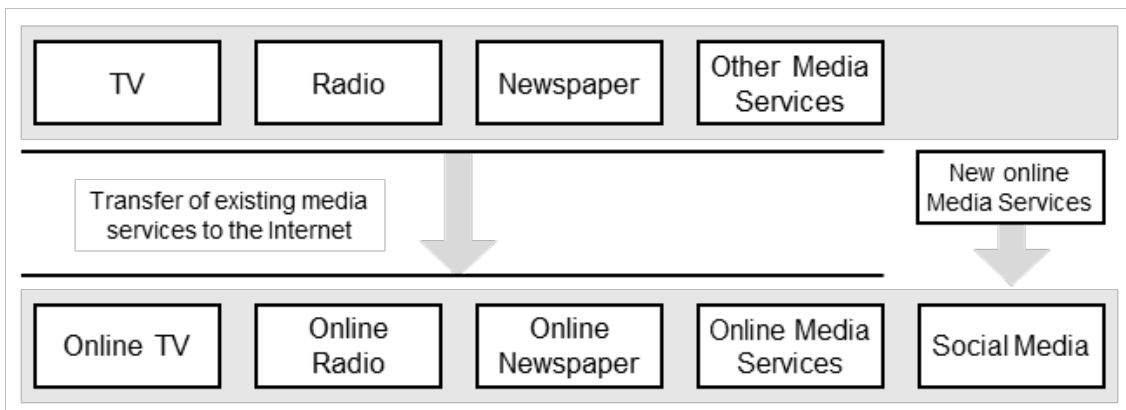 TV
Radio
Newspaper
Other Media
Services
Transfer of existing media
services to the Internet
New online
Media Services
Online TV
Online
Radio
Online
Newspaper
Online Media
Services
Social Media